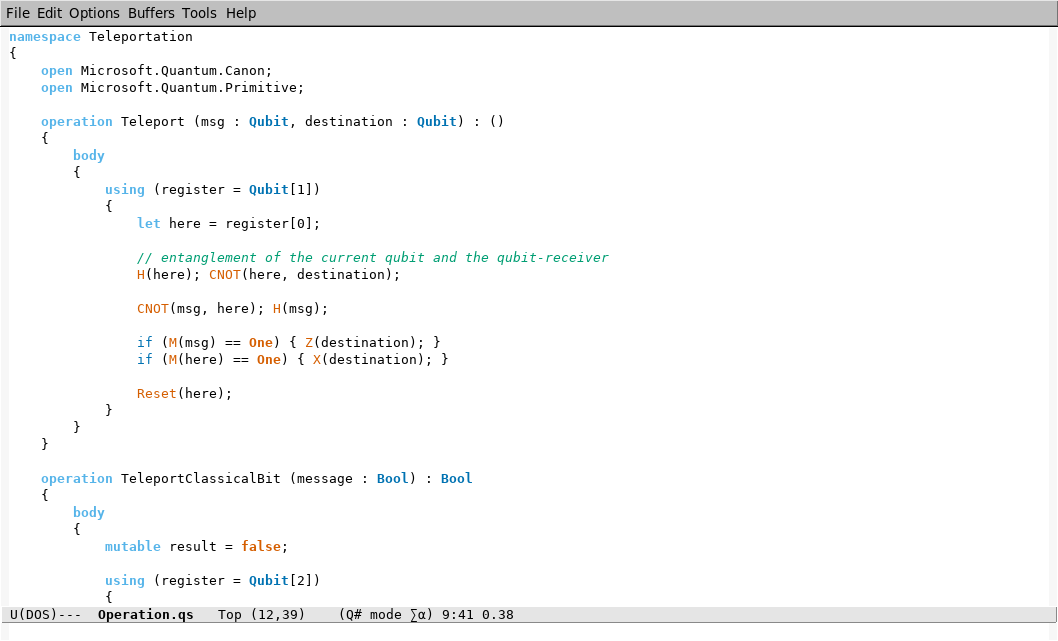 File Edit Options Buffers Tools Help
namespace Teleportation
{
    open Microsoft.Quantum.Canon;
    open Microsoft.Quantum.Primitive;

    operation Teleport (msg : Qubit, destination : Qubit) : ()
    {
        body
        {
            using (register = Qubit[1])
            {
                let here = register[0];

                // entanglement of the current qubit and the qubit-receiver
                H(here); CNOT(here, destination);

                CNOT(msg, here); H(msg);

                if (M(msg) == One) { Z(destination); }
                if (M(here) == One) { X(destination); }

                Reset(here);
            }
        }
    }

    operation TeleportClassicalBit (message : Bool) : Bool
    {
        body
        {
            mutable result = false;

            using (register = Qubit[2])
            {
U(DOS)---  Operation.qs   Top (12,39)    (Q# mode ∑α) 9:41 0.38